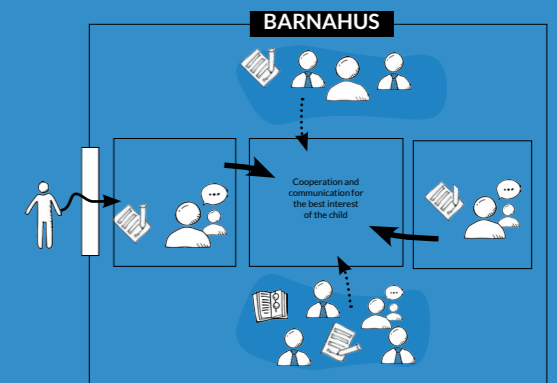 BARNAHUS
Cooperation and
communication for
the best interest
of the child